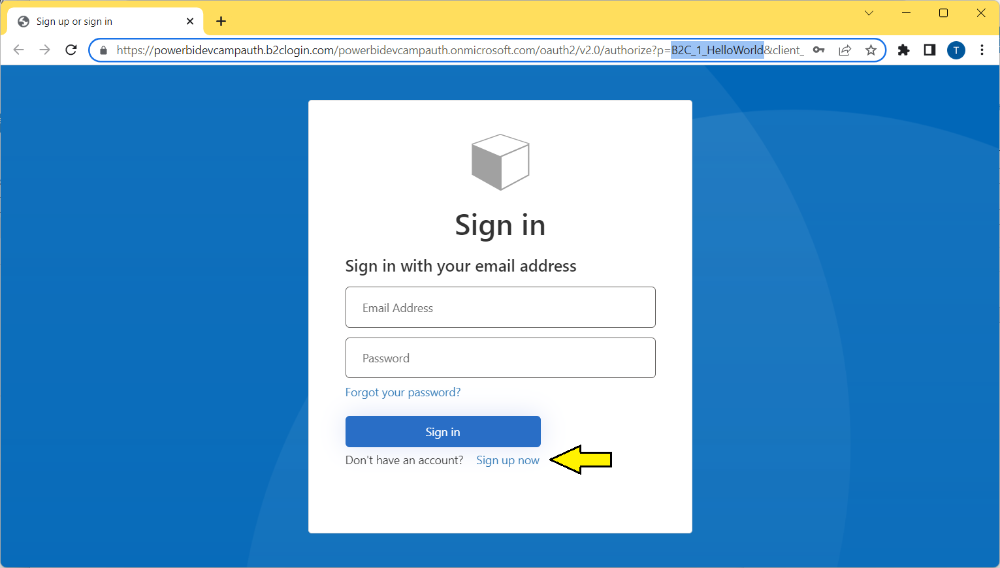 Sign up or sign in
https://powerbidevcampauth.b2clogin.com/powerbidevcampauth.onmicrosoft.com/oauth2/v2.0/authorize?p=B2C_1_HelloWorld&client_
T
Sign in
Sign in with your email address
Email Address
Password
Forgot your password?
Sign in
Don't have an account? Sign up now